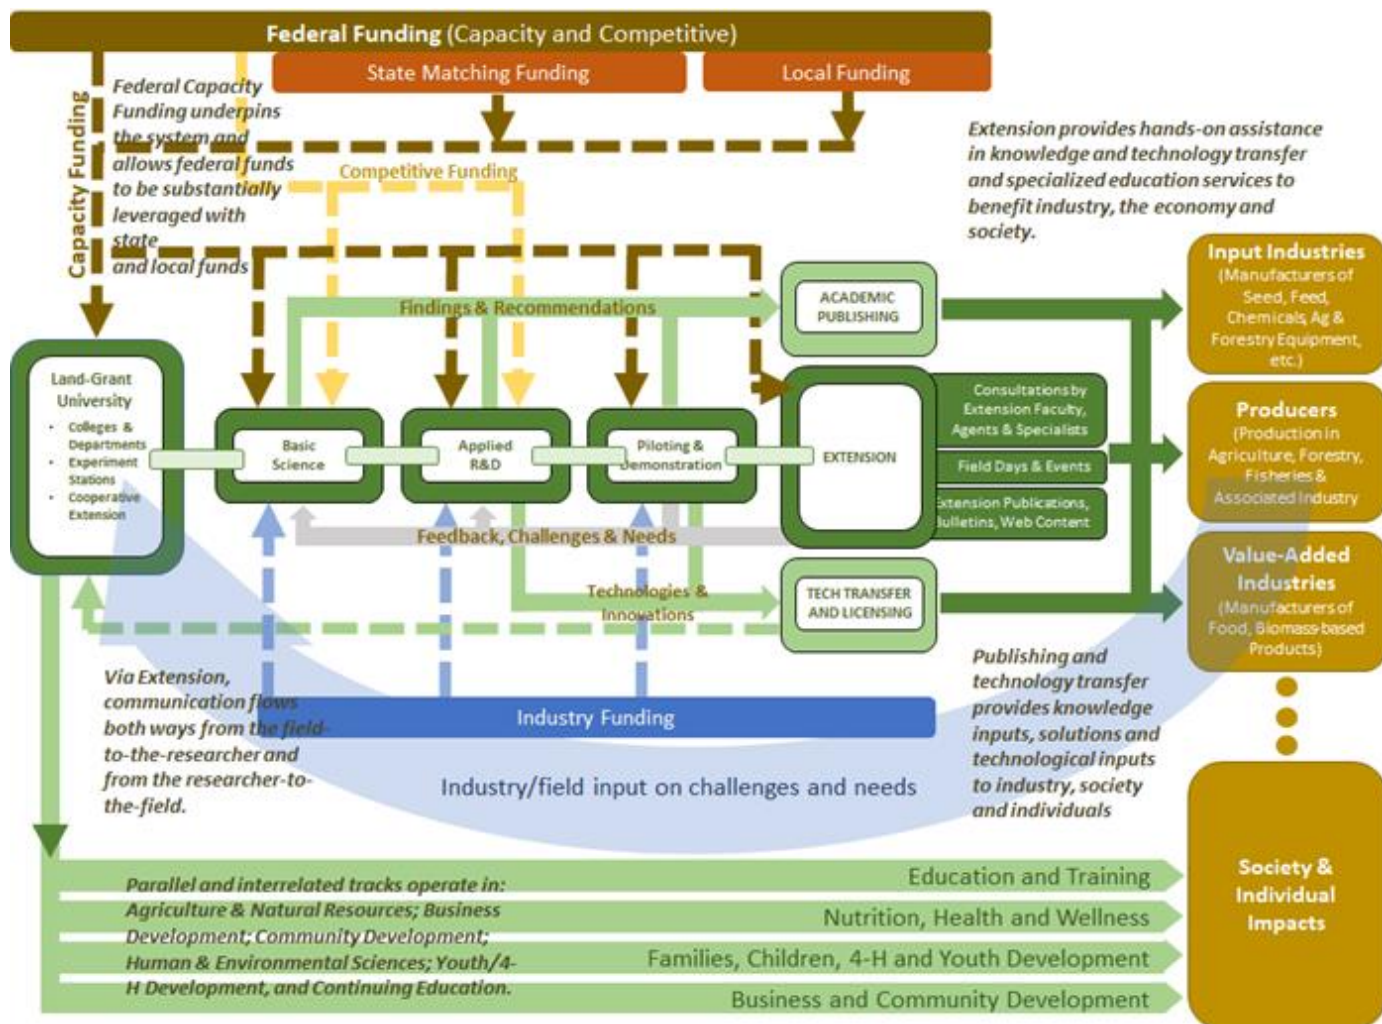 Federal Funding (Capacity and Competitive)
State Matching Funding
Local Funding
Capacity Funding
Federal Capacity
Funding underpins
the system and
allows federal funds
to be substantially
leveraged with
state
and local funds
Competitive Funding
Extension provides hands-on assistance
in knowledge and technology transfer
and specialized education services to
benefit industry, the economy and
society.
Findings & Recommendations
ACADEMIC
PUBLISHING
Input Industries
(Manufacturers of
Seed, Feed,
Chemicals, Ag &
Forestry Equipment,
etc.)
Land-Grant
University
• Colleges &
Departments
• Experiment
Stations
• Cooperative
Extension
Basic
Science
Applied
R&D
Piloting &
Demonstration
EXTENSION
Consultations by
Extension Faculty,
Agents & Specialists
Field Days & Events
Extension Publications,
Bulletins, Web Content
Producers
(Production in
Agriculture, Forestry,
Fisheries &
Associated Industry
Feedback, Challenges & Needs
Technologies &
Innovations
TECH TRANSFER
AND LICENSING
Value-Added
Industries
(Manufacturers of
Food, Biomass-based
Products)
Via Extension,
communication flows
both ways from the field-
to-the-researcher and
from the researcher-to-
the-field.
Industry Funding
Industry/field input on challenges and needs
Publishing and
technology transfer
provides knowledge
inputs, solutions and
technological inputs
to industry, society
and individuals
Parallel and interrelated tracks operate in:
Agriculture & Natural Resources; Business
Development; Community Development;
Human & Environmental Sciences; Youth/4-
H Development, and Continuing Education.
Education and Training
Nutrition, Health and Wellness
Families, Children, 4-H and Youth Development
Business and Community Development
Society &
Individual
Impacts